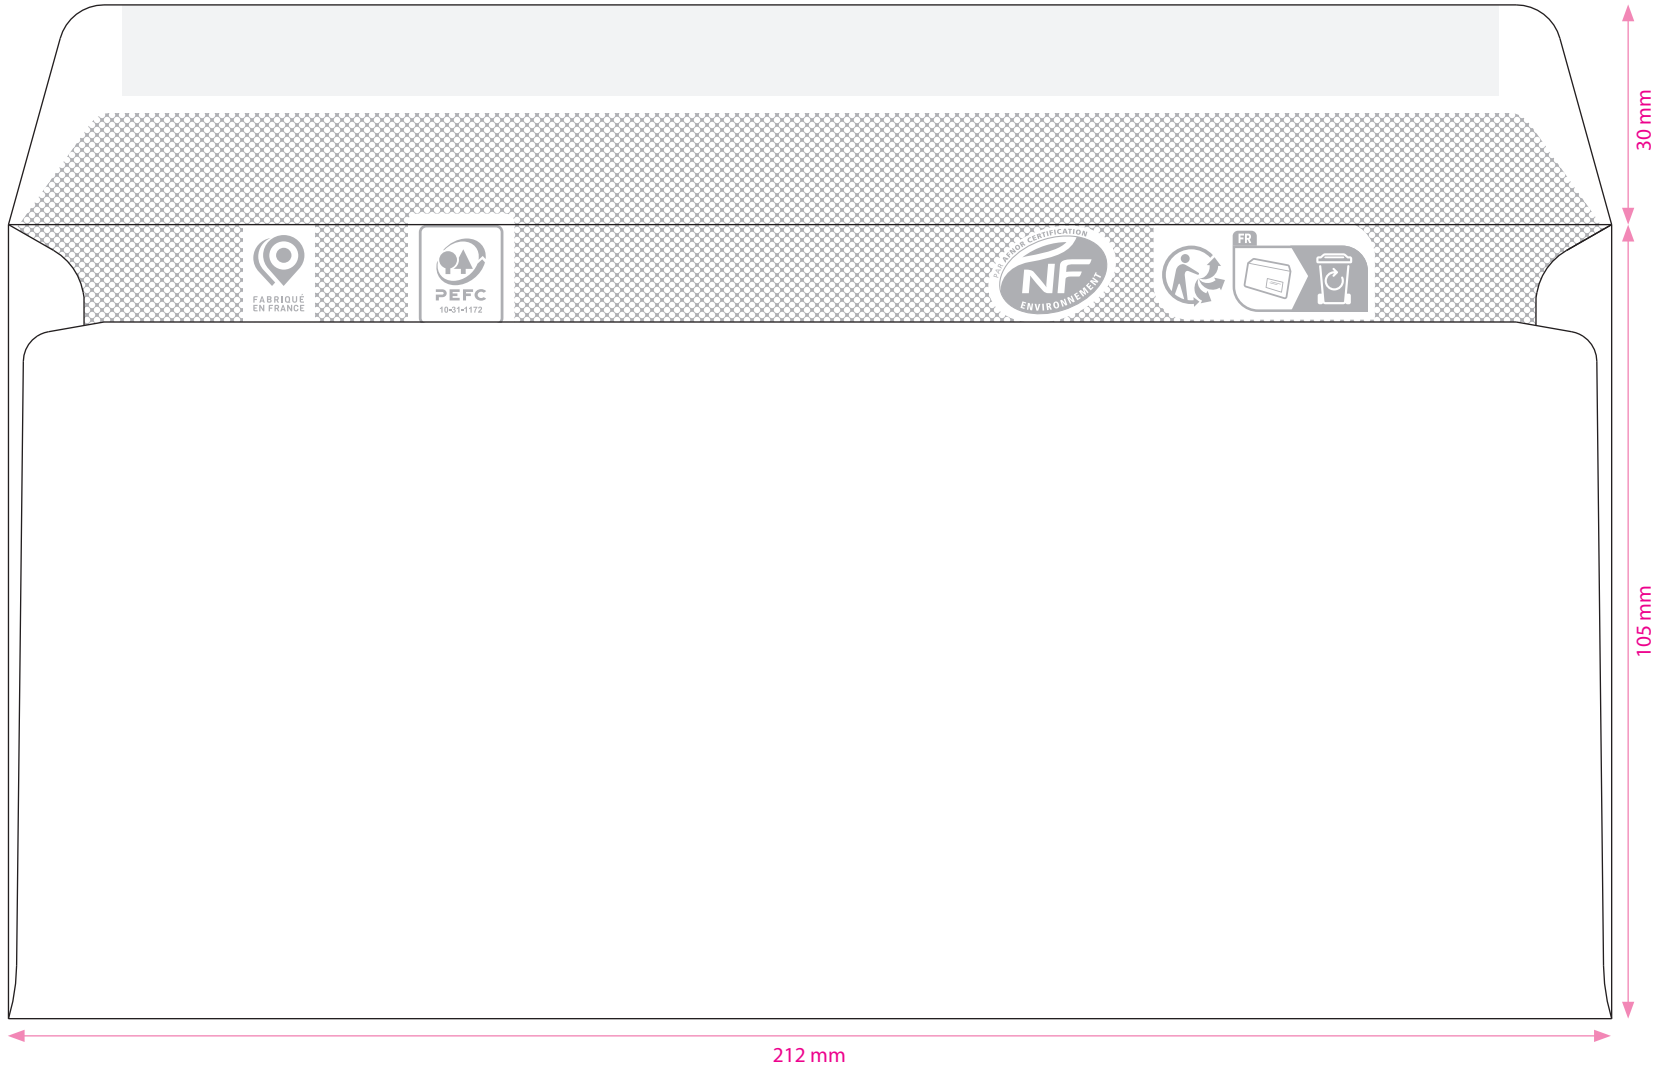 30 mm
FABRIQUÉ
EN FRANCE
PEFC
10-31-1172
PAR AFNOR CERTIFICATION
NF
ENVIRONNEMENT
FR
105 mm
212 mm